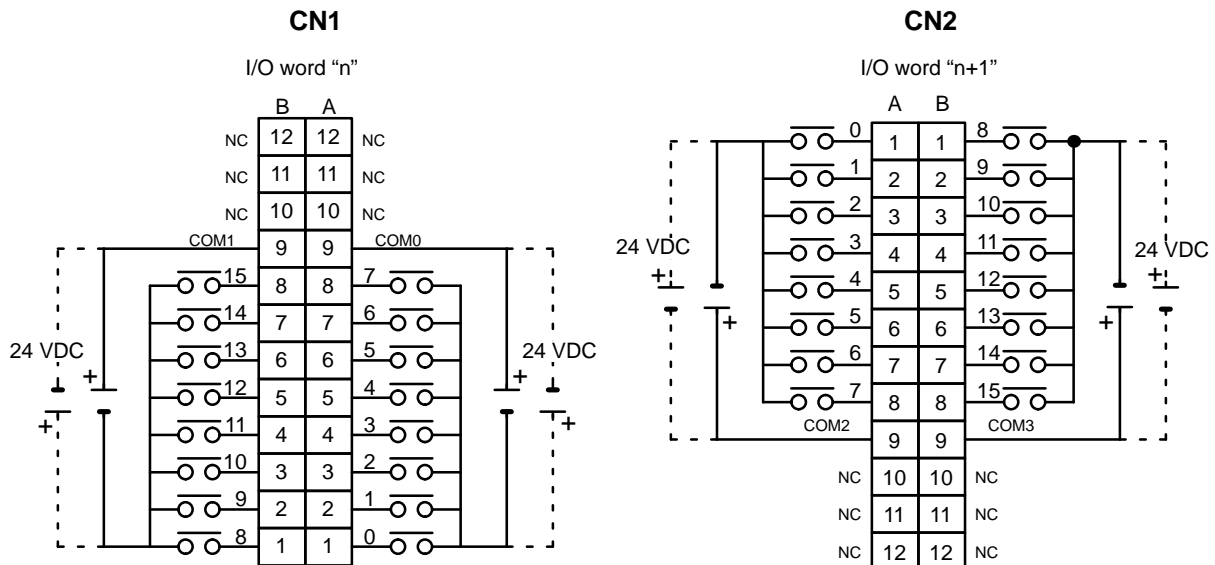 CN1
I/O word “n”
B A
NC 12 12 NC
NC 11 11 NC
NC 10 10 NC
COM1 9 9 COM0
15 8 8 7
14 7 7 6
13 6 6 5
24 VDC + + 24 VDC
12 5 5 4
+ +
11 4 4 3
10 3 3 2
9 2 2 1
8 1 1 0
CN2
I/O word “n+1”
A B
0 1 1 8
1 2 2 9
2 3 3 10
24 VDC 24 VDC
3 4 4 11
+ +
4 5 5 12
+ +
5 6 6 13
6 7 7 14
7 8 8 15
COM2 9 9 COM3
NC 10 10 NC
NC 11 11 NC
NC 12 12 NC